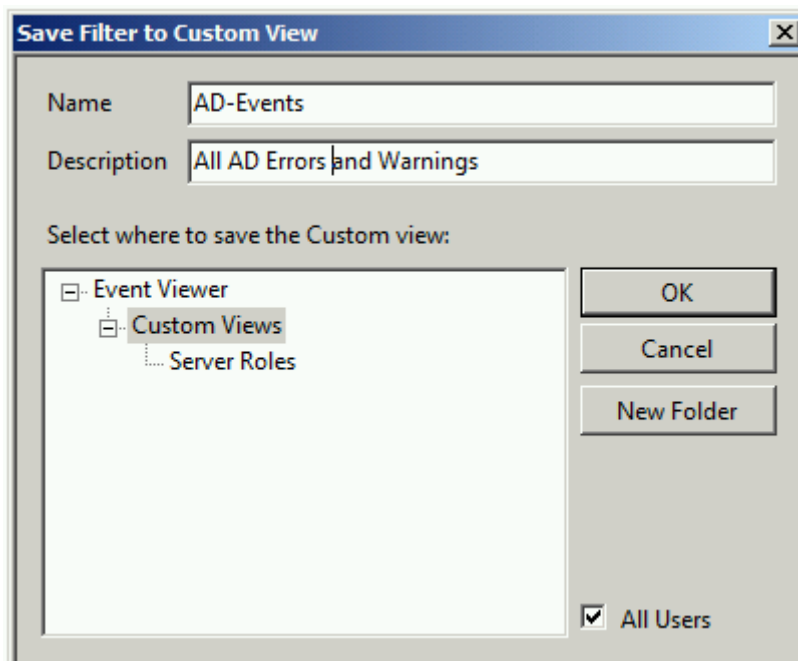 Save Filter to Custom View
Name AD-Events
Description All AD Errors and Warnings
Select where to save the Custom view:
Event Viewer
Custom Views
Server Roles
OK
Cancel
New Folder
All Users